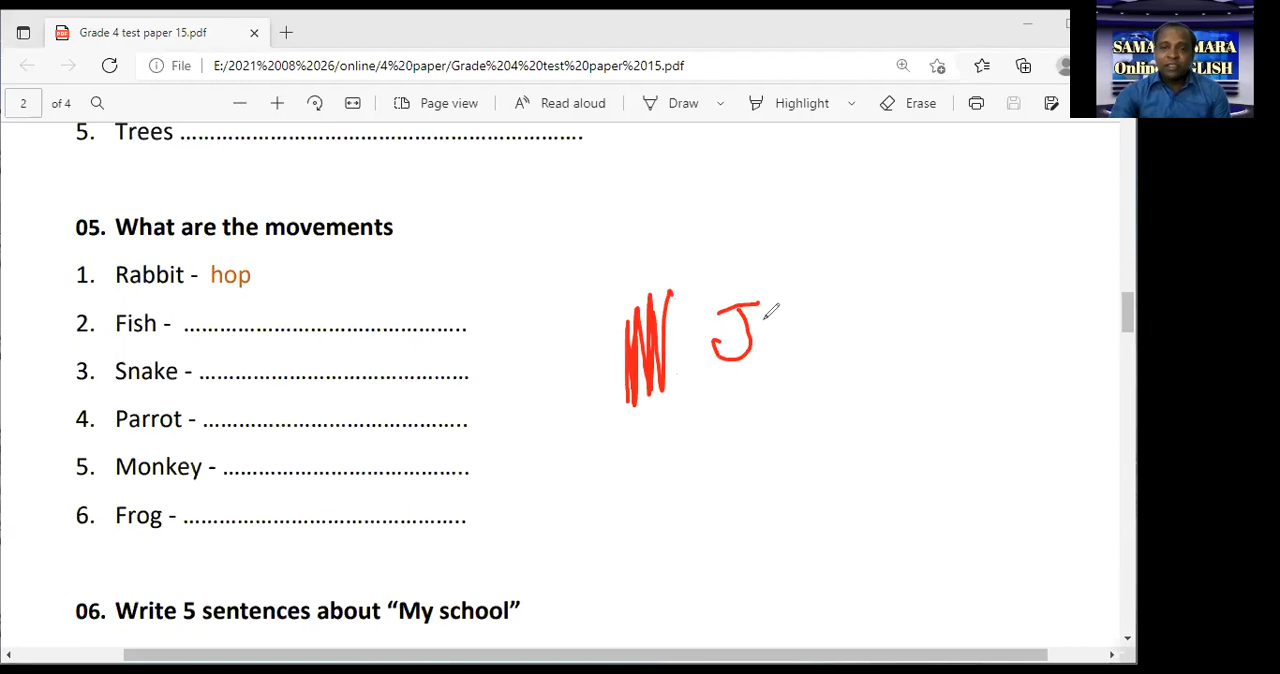 Grade 4 test paper 15.pdf
File E:/2021%2008%2026/online/4%20paper/Grade%204%20test%20paper%2015.pdf
2 of 4 Page view Read aloud Draw Highlight Erase
Online ENGLISH
5. Trees ……………………………………………………….
05. What are the movements
1. Rabbit - hop
2. Fish - ………………………………………..
3. Snake - ………………………………………
4. Parrot - ……………………………………..
5. Monkey - …………………………………..
6. Frog - ………………………………………..
J
06. Write 5 sentences about “My school”